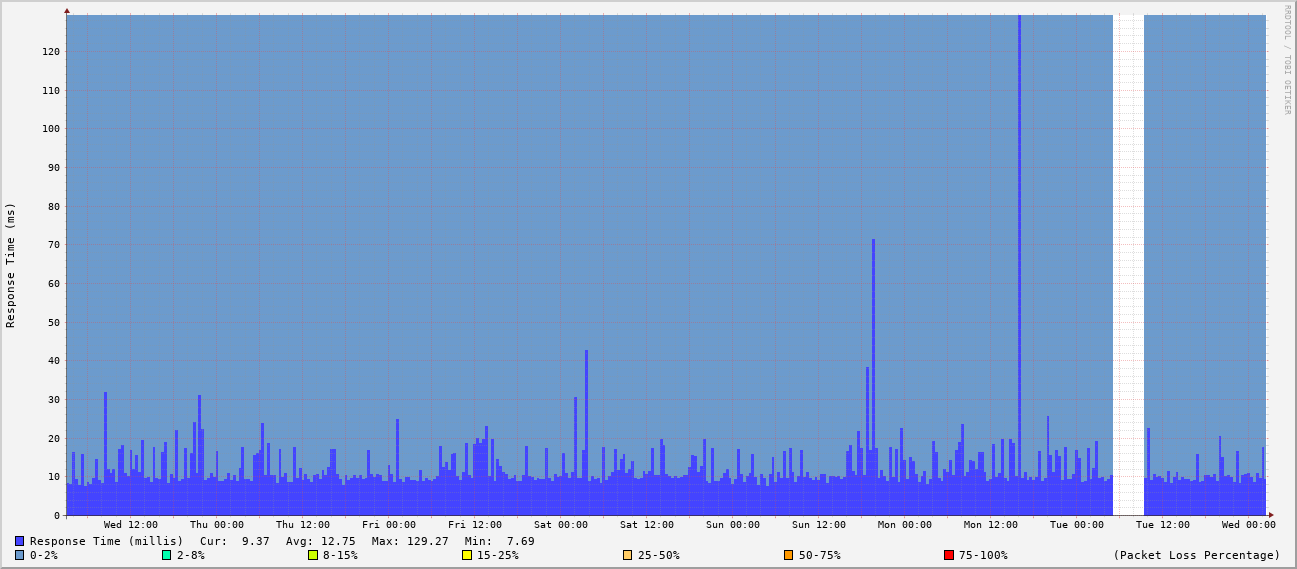 RRDTOOL / TOBI OETIKER
Response Time (ms)
120
110
100
90
80
70
60
50
40
30
20
10
0
Wed 12:00 Thu 00:00 Thu 12:00 Fri 00:00 Fri 12:00 Sat 00:00 Sat 12:00 Sun 00:00 Sun 12:00 Mon 00:00 Mon 12:00 Tue 00:00 Tue 12:00 Wed 00:00
Response Time (millis) Cur: 9.37 Avg: 12.75 Max: 129.27 Min: 7.69
0-2% 2-8% 8-15% 15-25% 25-50% 50-75% 75-100% (Packet Loss Percentage)